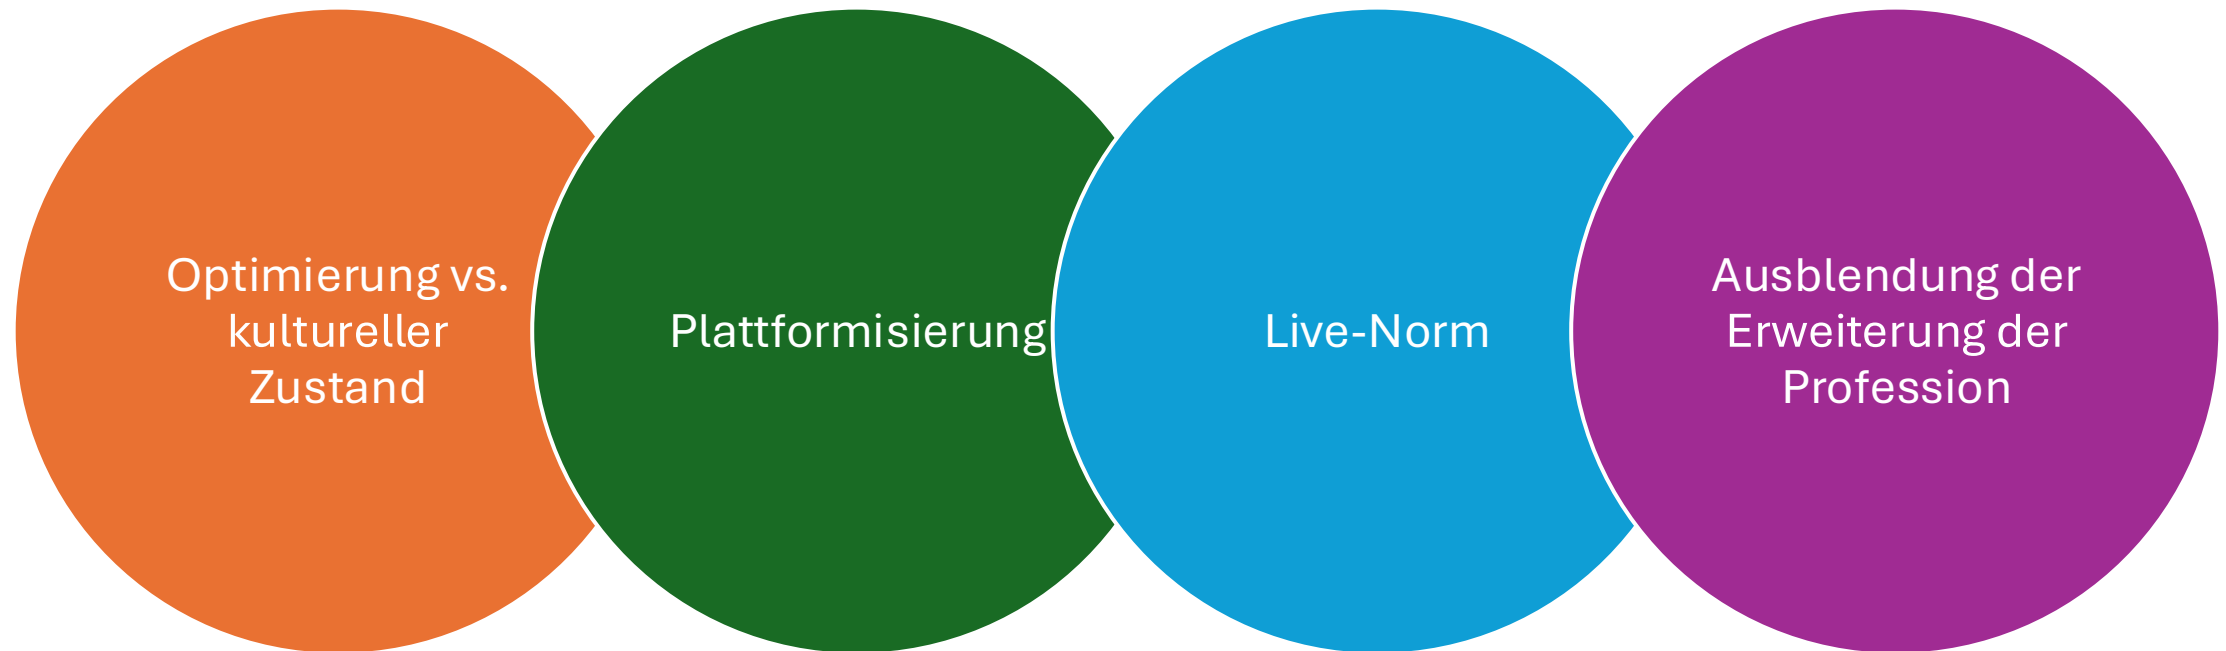 Optimierung vs.
kultureller
Zustand
Plattformisierung
Live-Norm
Ausblendung der
Erweiterung der
Profession